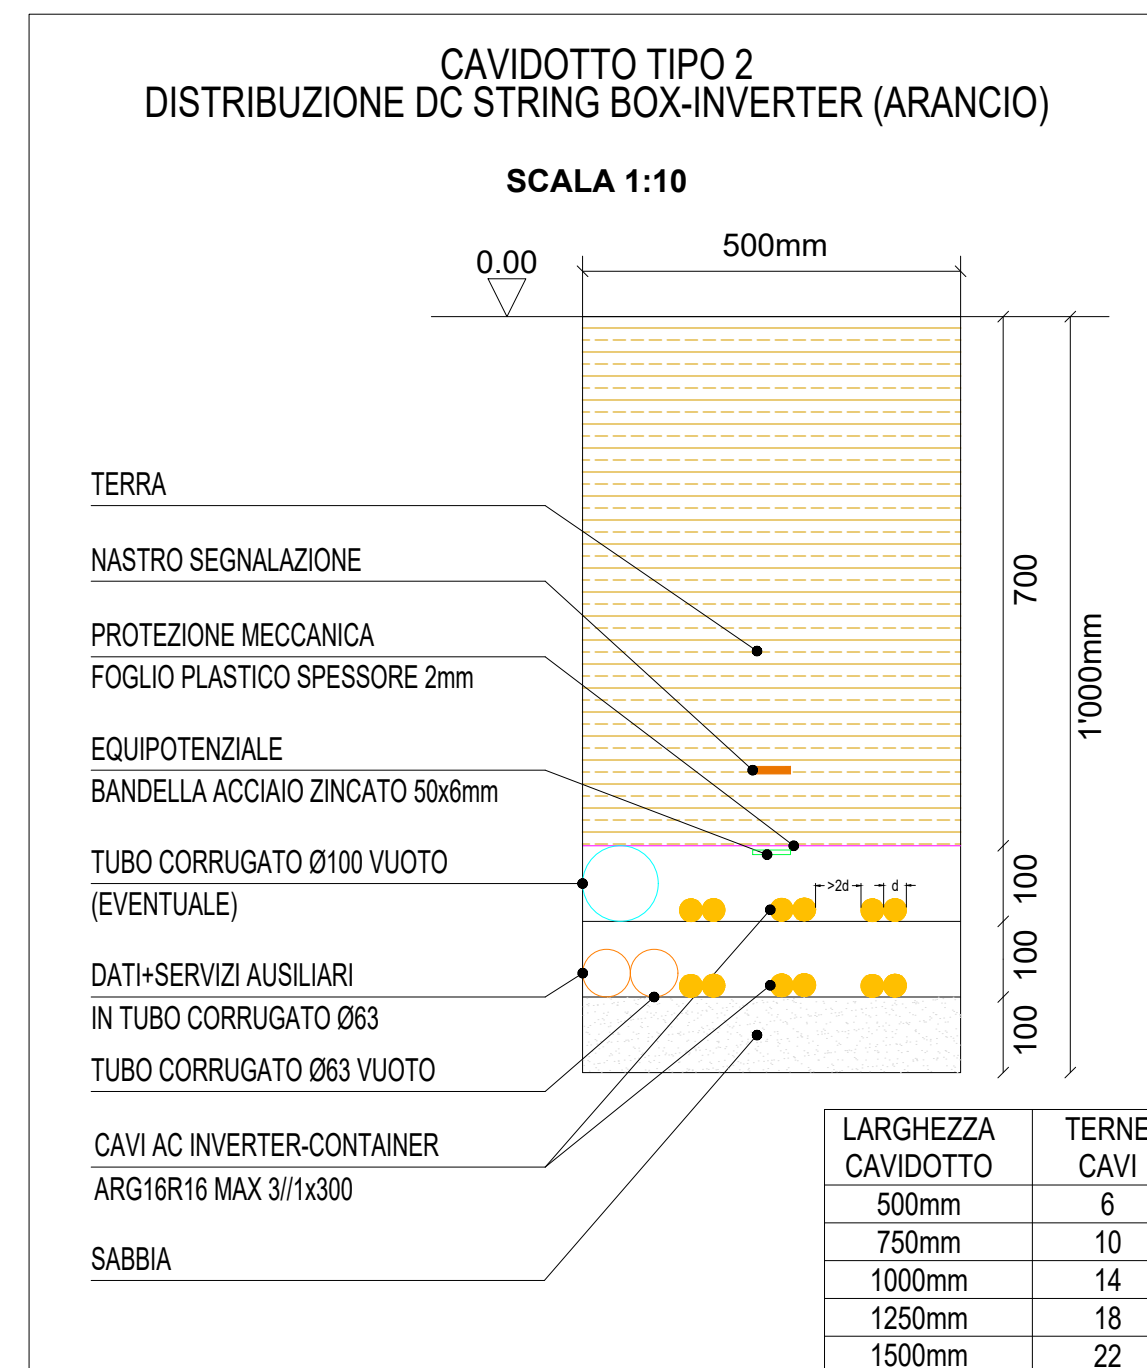 CAVIDOTTO TIPO 2
DISTRIBUZIONE DC STRING BOX-INVERTER (ARANCIO)
SCALA 1:10
500mm
0.00
TERRA
NASTRO SEGNALAZIONE
PROTEZIONE MECCANICA
FOGLIO PLASTICO SPESSORE 2mm
EQUIPOTENZIALE
BANDELLA ACCIAIO ZINCATO 50x6mm
TUBO CORRUGATO Ø100 VUOTO
(EVENTUALE)
DATI+SERVIZI AUSILIARI
IN TUBO CORRUGATO Ø63
TUBO CORRUGATO Ø63 VUOTO
CAVI AC INVERTER-CONTAINER
ARG16R16 MAX 3//1x300
SABBIA
>2d
d
700
100
100
100
1'000mm
LARGHEZZA CAVIDOTTO TERNE CAVI
500mm 6
750mm 10
1000mm 14
1250mm 18
1500mm 22